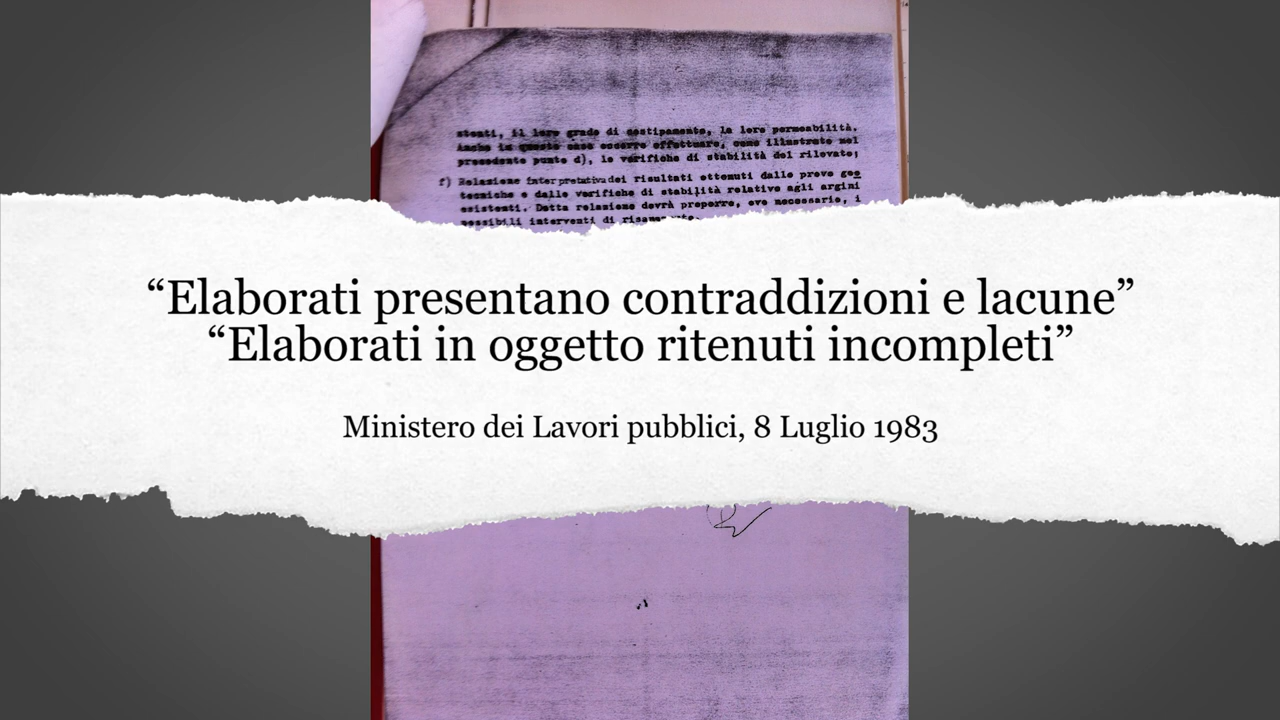 stenti, il loro grado di costipamento, la loro permeabilità.
Anche in questo caso essere effettuare, come illustrato nel
precedente punto d), le verifiche di stabilità del rilevato;
f) Relazione interpretativa dei risultati ottenuti dalle prove geo
tecniche e dalle verifiche di stabilità relative agli argini
esistenti. Detta relazione dovrà proporre, ove necessario, i
possibili interventi di risanamento.
“Elaborati presentano contraddizioni e lacune”
“Elaborati in oggetto ritenuti incompleti”
Ministero dei Lavori pubblici, 8 Luglio 1983